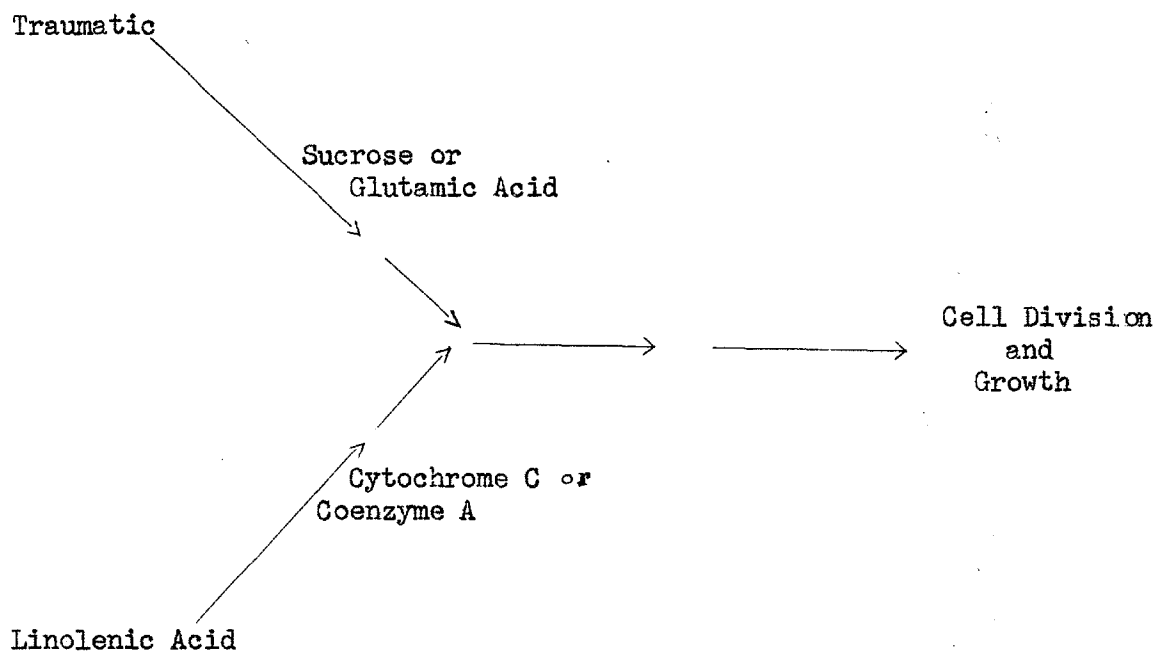 Traumatic
Sucrose or
Glutamic Acid
Cell Division
and
Growth
Cytochrome C or
Coenzyme A
Linolenic Acid